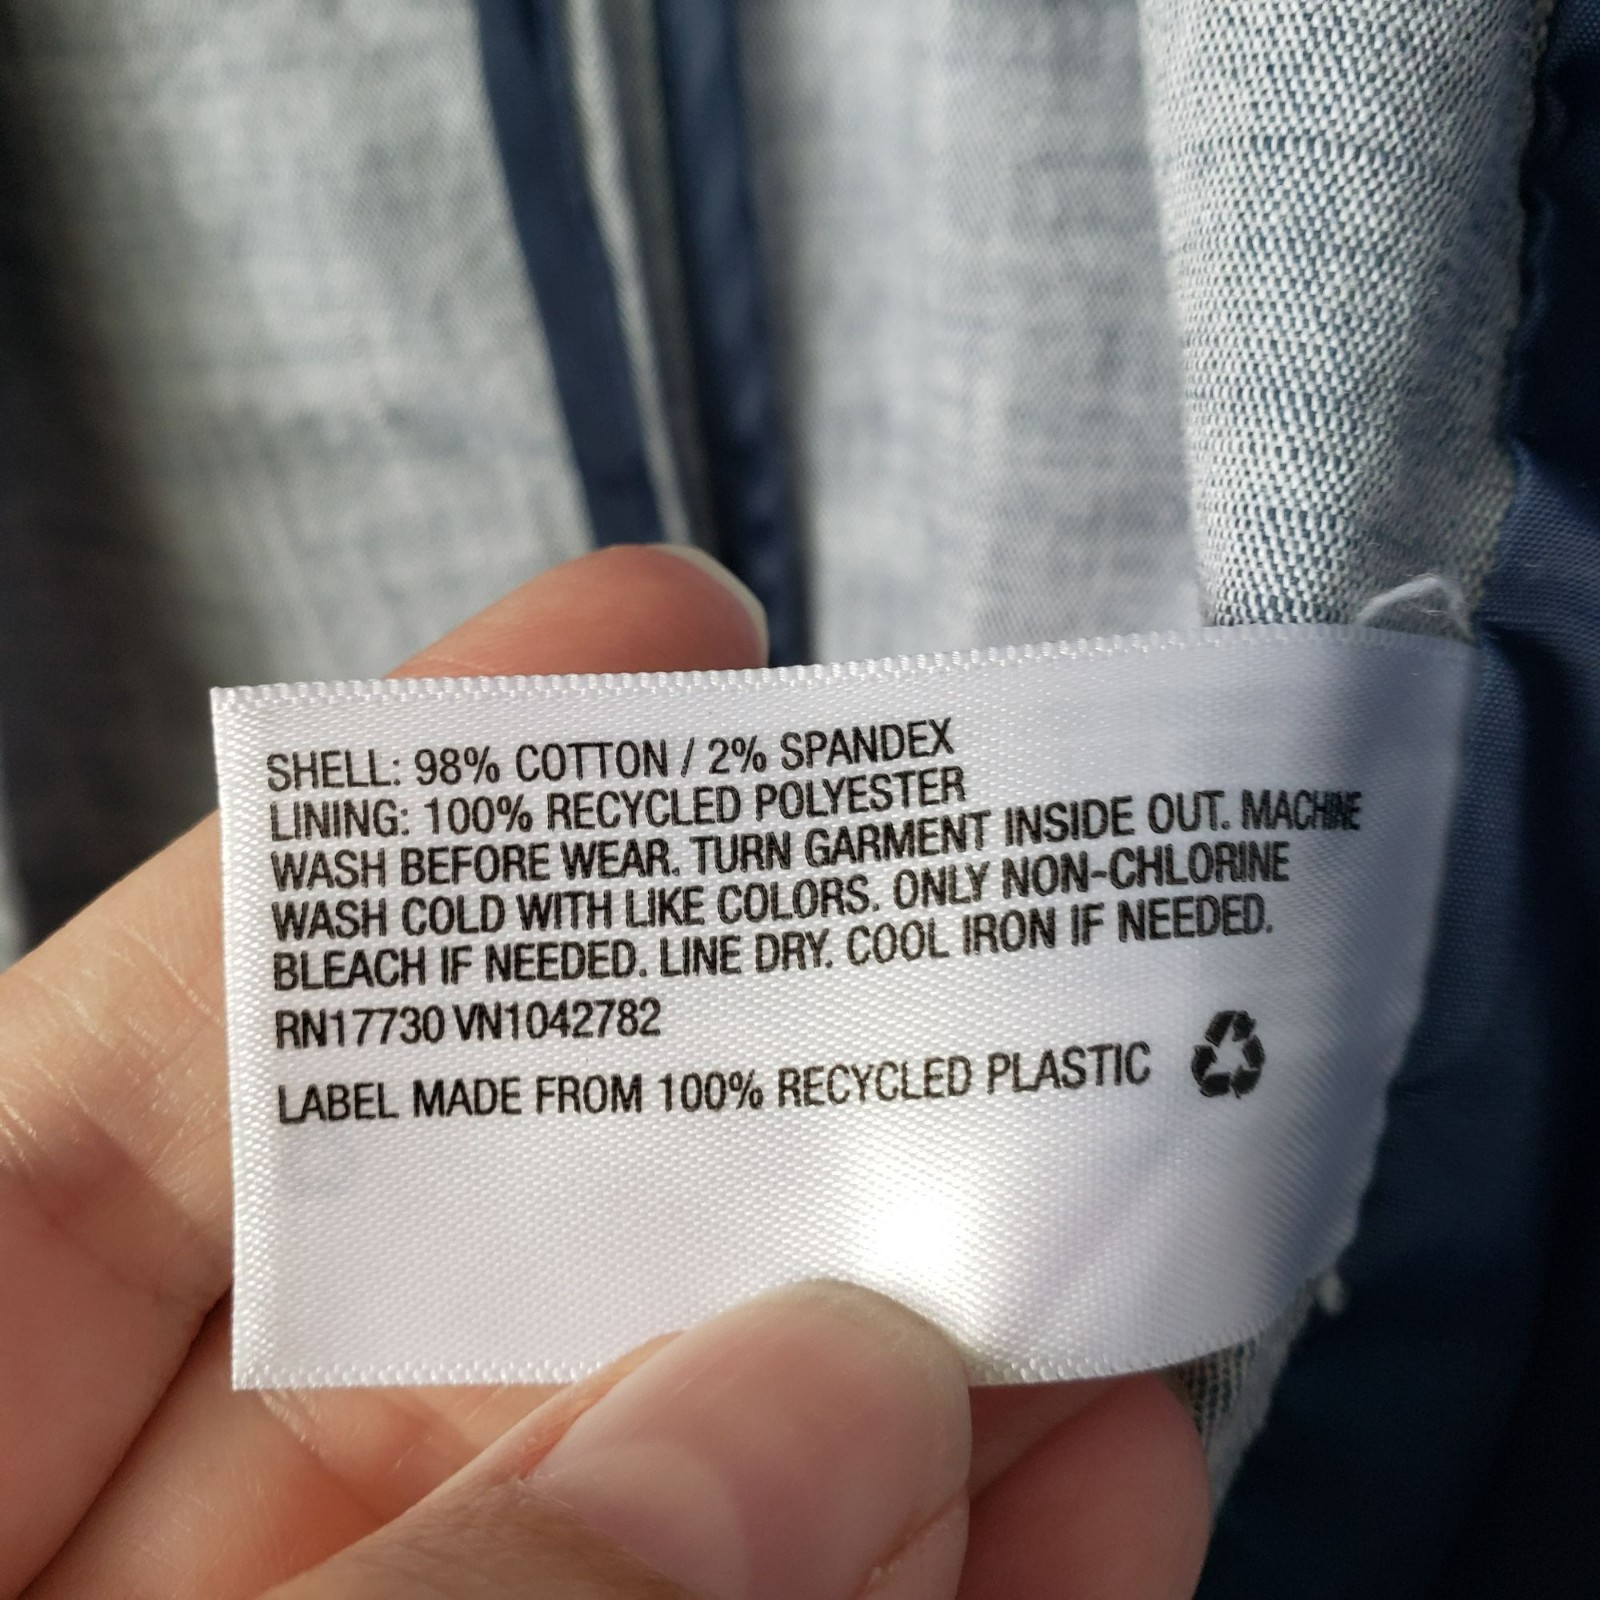 SHELL: 98% COTTON / 2% SPANDEX
LINING: 100% RECYCLED POLYESTER
WASH BEFORE WEAR. TURN GARMENT INSIDE OUT. MACHINE
WASH COLD WITH LIKE COLORS. ONLY NON-CHLORINE
BLEACH IF NEEDED. LINE DRY. COOL IRON IF NEEDED.
RN17730 VN1042782
LABEL MADE FROM 100% RECYCLED PLASTIC